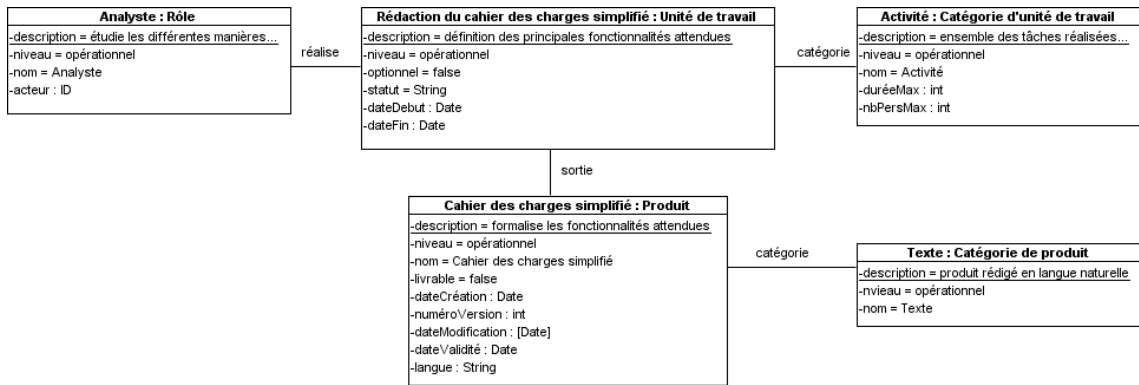 Analyste : Rôle
-description = étudie les différentes manières...
-niveau = opérationnel
-nom = Analyste
-acteur : ID
réalise
Rédaction du cahier des charges simplifié : Unité de travail
-description = définition des principales fonctionnalités attendues
-niveau = opérationnel
-optionnel = false
-statut = String
-dateDebut : Date
-dateFin : Date
catégorie
Activité : Catégorie d'unité de travail
-description = ensemble des tâches réalisées...
-niveau = opérationnel
-nom = Activité
-duréeMax : int
-nbPersMax : int
sortie
Cahier des charges simplifié : Produit
-description = formalise les fonctionnalités attendues
-niveau = opérationnel
-nom = Cahier des charges simplifié
-livrable = false
-dateCréation : Date
-numéroVersion : int
-dateModification : [Date]
-dateValidité : Date
-langue : String
catégorie
Texte : Catégorie de produit
-description = produit rédigé en langue naturelle
-nvieau = opérationnel
-nom = Texte